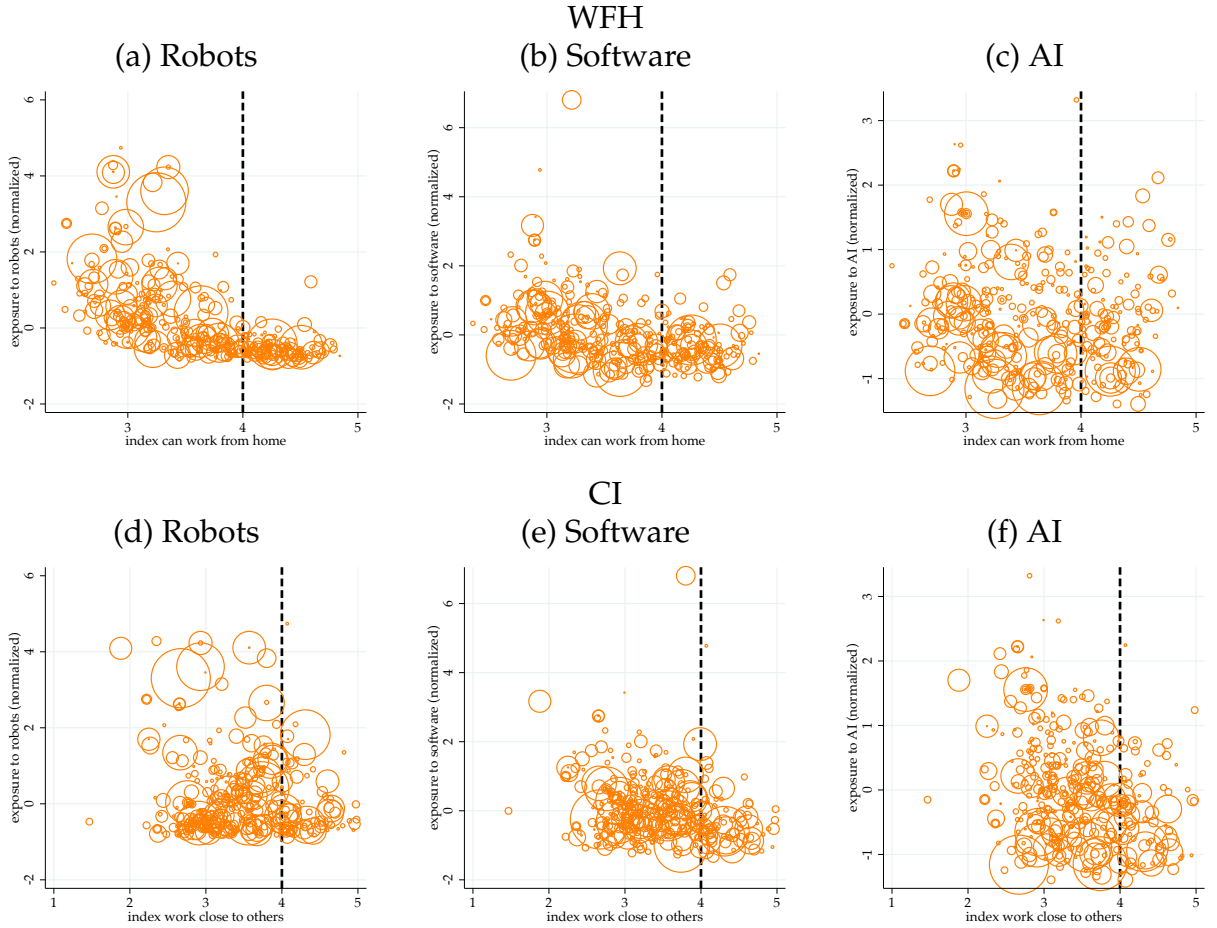 WFH
(a) Robots
(b) Software
(c) AI
exposure to robots (normalized)
6
4
2
0
-2
3
4
5
index can work from home
exposure to software (normalized)
6
4
2
0
-2
3
4
5
index can work from home
exposure to AI (normalized)
3
2
1
0
-1
3
4
5
index can work from home
CI
(d) Robots
(e) Software
(f) AI
exposure to robots (normalized)
6
4
2
0
-2
1
2
3
4
5
index work close to others
exposure to software (normalized)
6
4
2
0
-2
1
2
3
4
5
index work close to others
exposure to AI (normalized)
3
2
1
0
-1
1
2
3
4
5
index work close to others